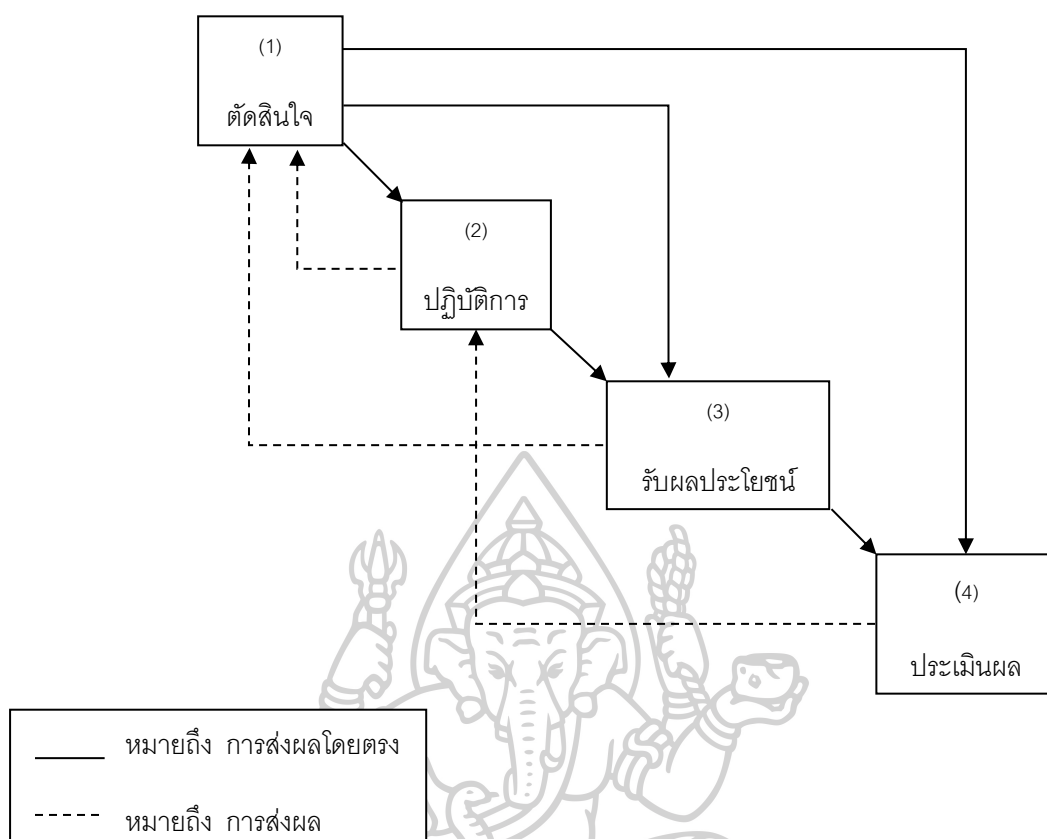 (1)
ตัดสินใจ
(2)
ปฏิบัติการ
(3)
รับผลประโยชน์
(4)
ประเมินผล
หมายถึง การส่งผลโดยตรง
หมายถึง การส่งผล